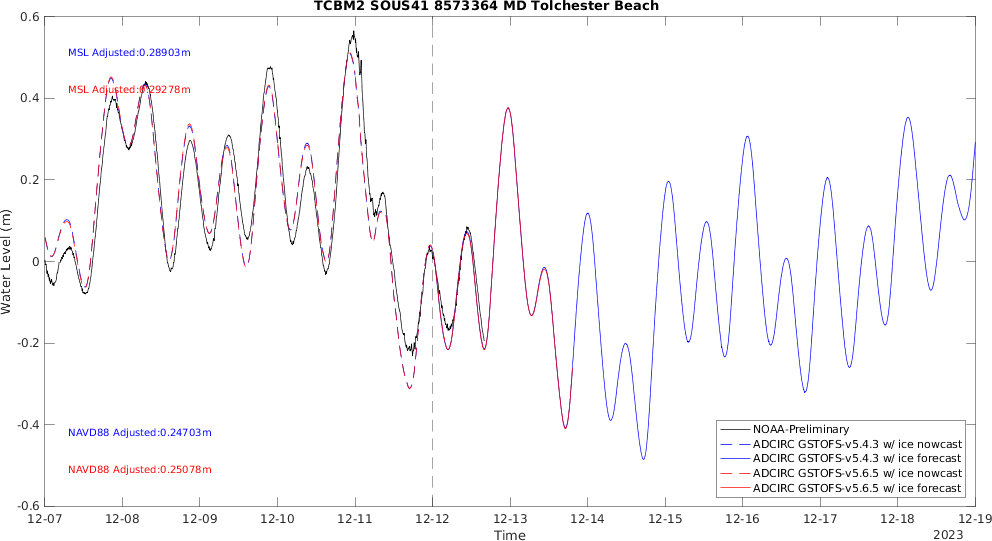 TCBM2 SOUS41 8573364 MD Tolchester Beach
MSL Adjusted:0.28903m
MSL Adjusted:0.29278m
NAVD88 Adjusted:0.24703m
NAVD88 Adjusted:0.25078m
Water Level (m)
0.6
0.4
0.2
0
-0.2
-0.4
-0.6
NOAA-Preliminary
ADCIRC GSTOFS-v5.4.3 w/ ice nowcast
ADCIRC GSTOFS-v5.4.3 w/ ice forecast
ADCIRC GSTOFS-v5.6.5 w/ ice nowcast
ADCIRC GSTOFS-v5.6.5 w/ ice forecast
12-07 12-08 12-09 12-10 12-11 12-12 12-13 12-14 12-15 12-16 12-17 12-18 12-19
Time
2023